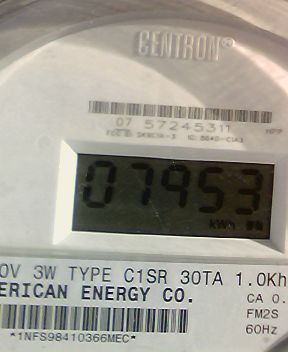 CENTRON®
07 57245311
07953
kWh
0V 3W TYPE C1SR 30TA 1.0Kh
ERICAN ENERGY CO.
CA 0.
FM2S
60Hz
*1NFS98410366MEC*